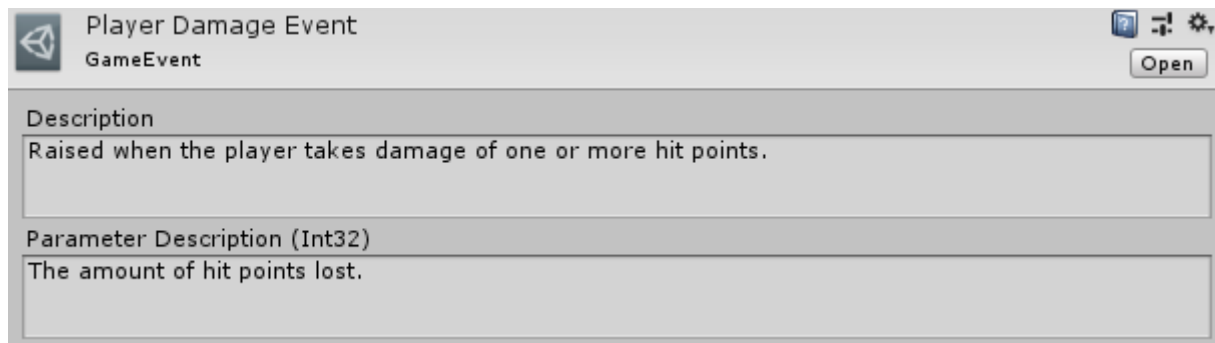 Player Damage Event
GameEvent
Open
Description
Raised when the player takes damage of one or more hit points.
Parameter Description (Int32)
The amount of hit points lost.